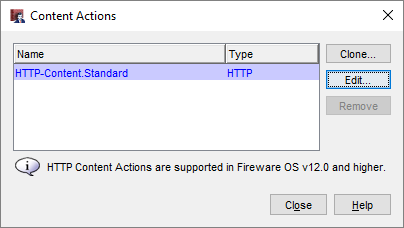 Content Actions
Name Type
HTTP-Content.Standard HTTP
Clone...
Edit...
Remove
HTTP Content Actions are supported in Fireware OS v12.0 and higher.
Close Help